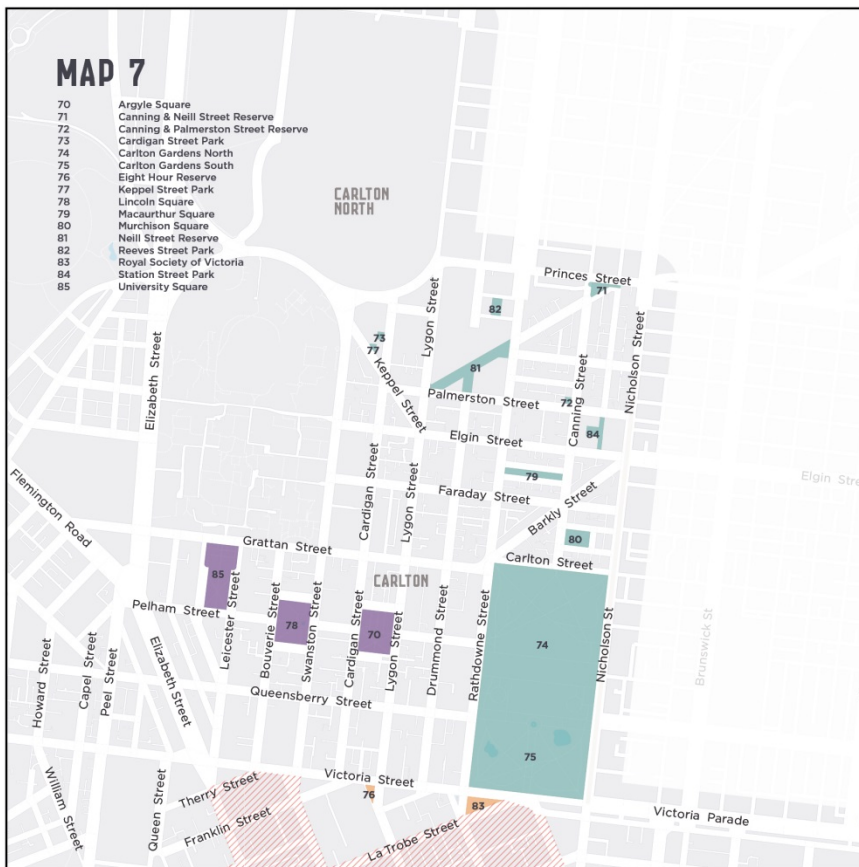 MAP 7
70 Argyle Square
71 Canning & Neill Street Reserve
72 Canning & Palmerston Street Reserve
73 Cardigan Street Park
74 Carlton Gardens North
75 Carlton Gardens South
76 Eight Hour Reserve
77 Keppel Street Park
78 Lincoln Square
79 Macaurthur Square
80 Murchison Square
81 Neill Street Reserve
82 Reeves Street Park
83 Royal Society of Victoria
84 Station Street Park
85 University Square
CARLTON
NORTH
Princes Street
71
82
Lygon Street
73
77
Nicholson Street
Elizabeth Street
Keppel Street
81
Palmerston Street
72
Canning Street
84
Elgin Street
Elgin Stre
79
Faraday Street
Cardigan Street
Lygon Street
Barkly Street
Flemington Road
80
Grattan Street
Carlton Street
85
CARLTON
Pelham Street
Leicester Street
Bouverie Street
78
Swanston Street
Cardigan Street
70
Lygon Street
Drummond Street
Rathdowne Street
74
Nicholson St
Brunswick St
Howard Street
Capel Street
Peel Street
Elizabeth Street
Queensberry Street
75
William Street
Queen Street
Therry Street
Victoria Street
76
83
Victoria Parade
Franklin Street
La Trobe Street